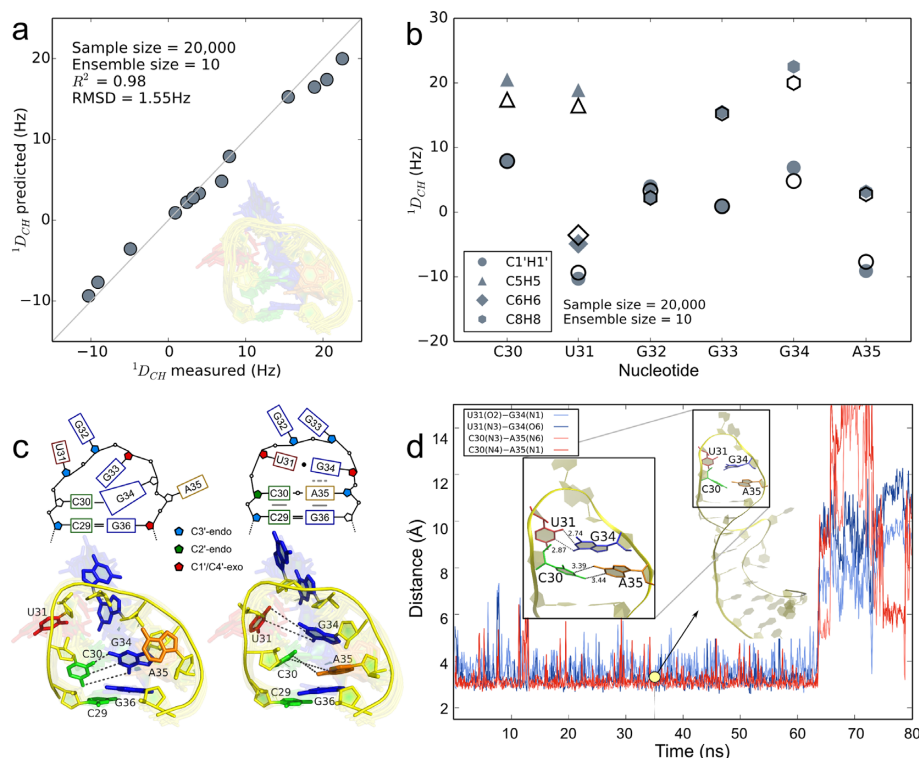 a
Sample size = 20,000
Ensemble size = 10
R² = 0.98
RMSD = 1.55Hz
¹D_CH predicted (Hz)
20
10
0
−10
−10
0
10
20
¹D_CH measured (Hz)
b
¹D_CH (Hz)
30
20
10
0
−10
−20
C1'H1'
C5H5
C6H6
C8H8
Sample size = 20,000
Ensemble size = 10
C30
U31
G32
G33
G34
A35
Nucleotide
c
G32
U31
G33
G34
C30
A35
C29
G36
G32
G33
U31
G34
C30
A35
C29
G36
C3'-endo
C2'-endo
C1'/C4'-exo
U31
G34
C30
A35
G36
C29
G34
U31
A35
C30
C29
G36
d
U31(O2)−G34(N1)
U31(N3)−G34(O6)
C30(N3)−A35(N6)
C30(N4)−A35(N1)
Distance (Å)
14
12
10
8
6
4
2
U31
2.74
G34
2.87
C30
3.39
A35
3.44
U31
G34
C30
A35
10
20
30
40
50
60
70
80
Time (ns)